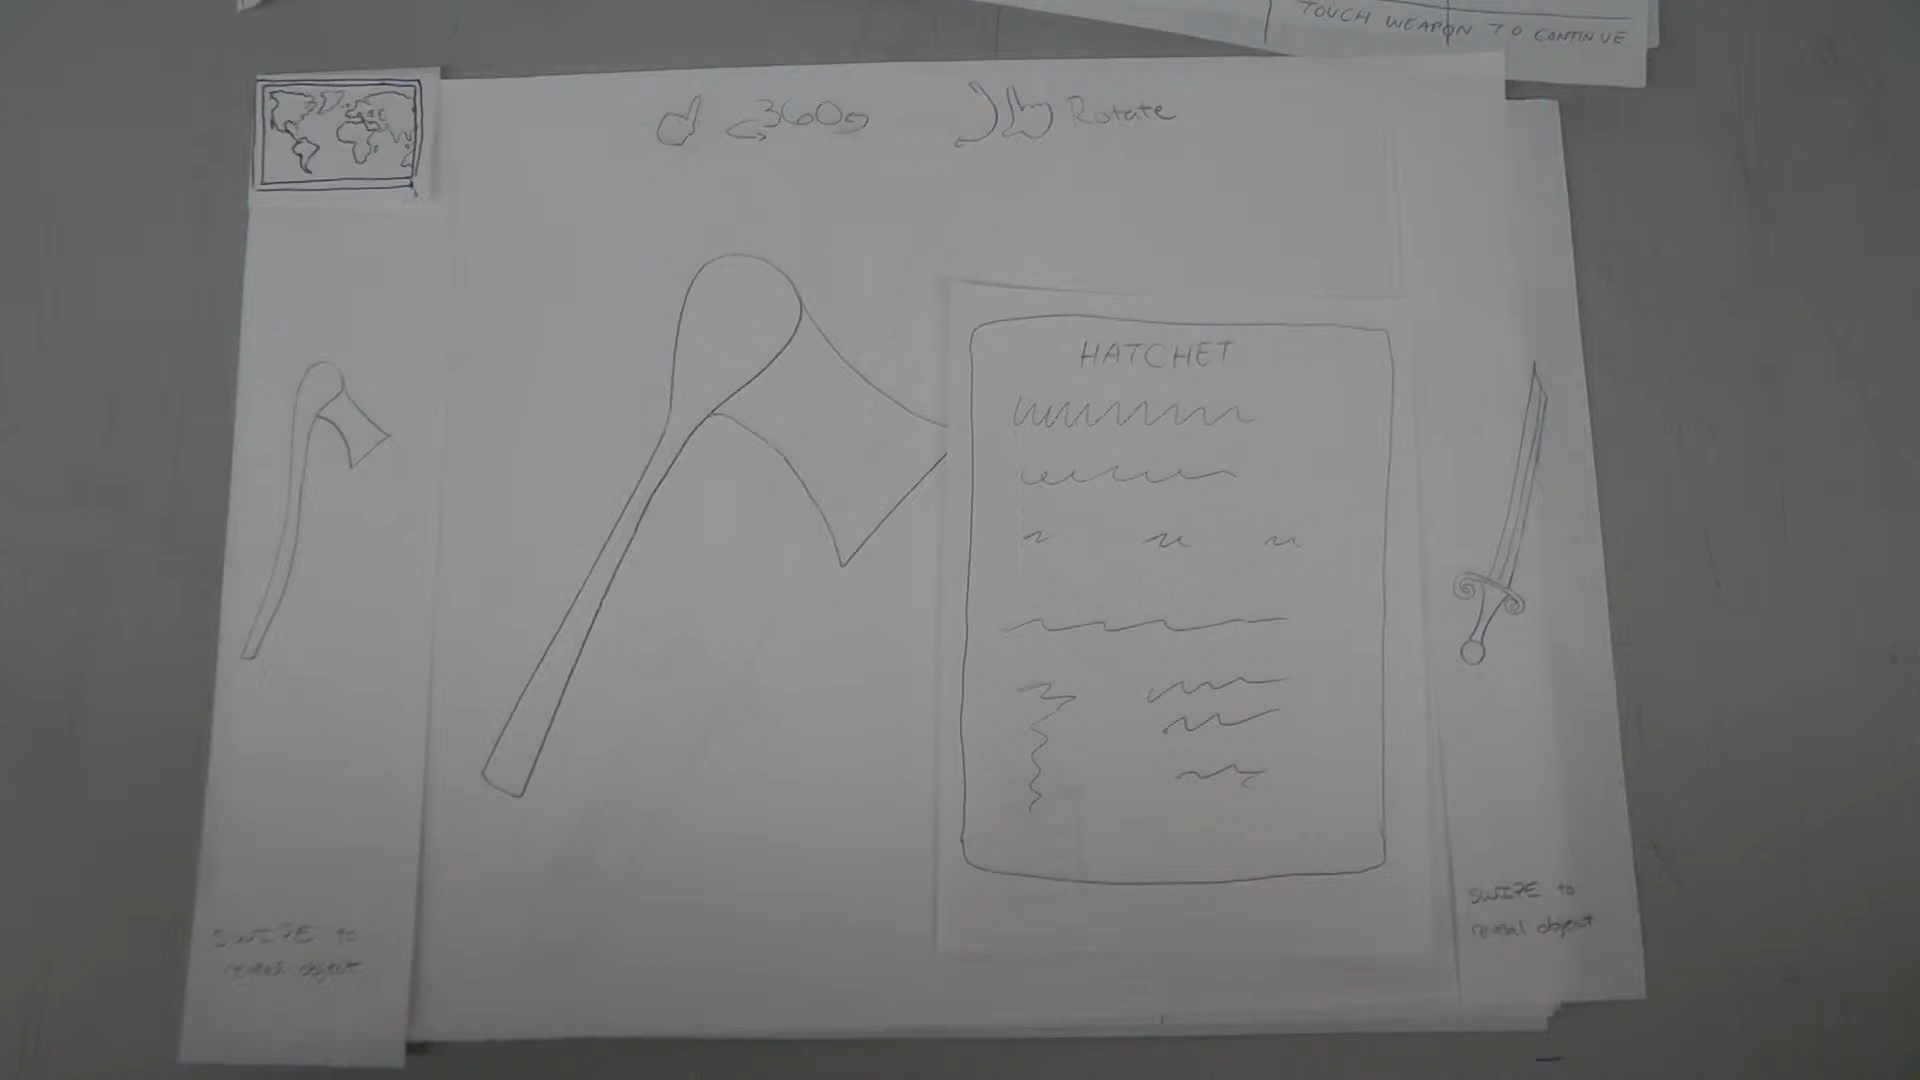 TOUCH WEAPON TO CONTINUE
360
Rotate
HATCHET
SWIPE to
reveal object
SWIPE to
reveal object